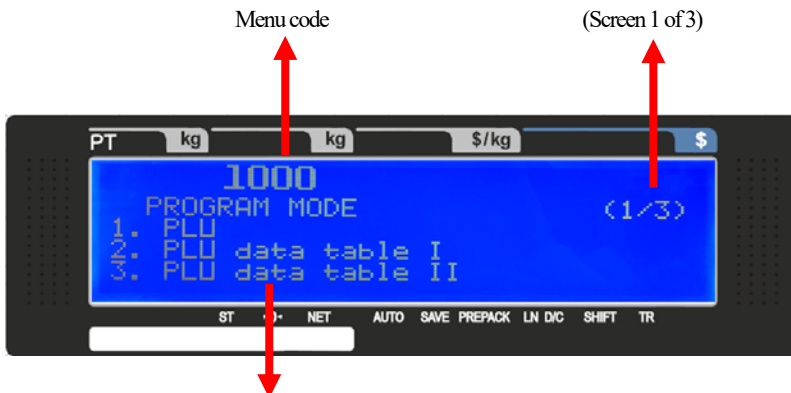 Menu code (Screen 1 of 3)
PT kg kg $/kg $
1000
PROGRAM MODE (1/3)
1. PLU
2. PLU data table I
3. PLU data table II
ST →0← NET AUTO SAVE PREPACK LN D/C SHIFT TR